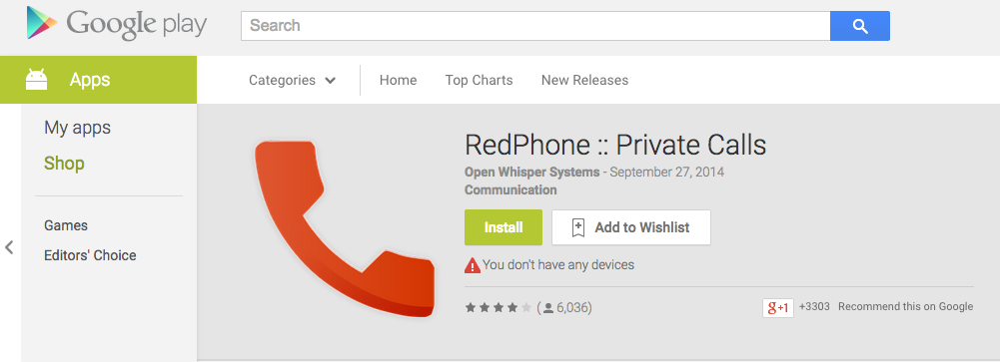 Google play
Search
Apps
Categories Home Top Charts New Releases
My apps
Shop
Games
Editors' Choice
RedPhone :: Private Calls
Open Whisper Systems - September 27, 2014
Communication
Install Add to Wishlist
You don't have any devices
(6,036)
g+1 +3303 Recommend this on Google